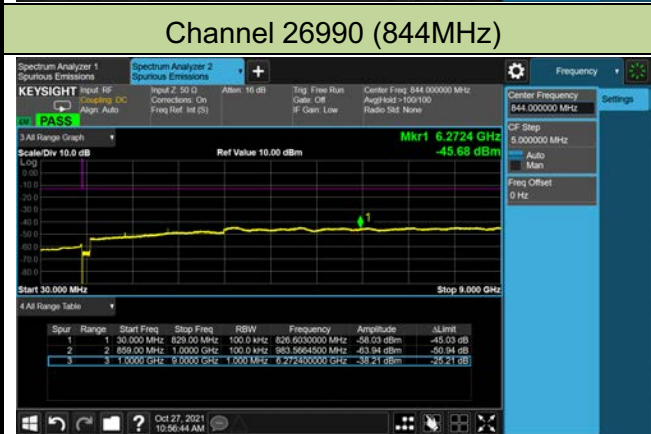 Channel 26990 (844MHz)
Spectrum Analyzer 1
Spurious Emissions
Spectrum Analyzer 2
Spurious Emissions
+
Frequency
KEYSIGHT
Input: RF
Coupling: DC
Align: Auto
Input Z: 50 Ω
Corrections: On
Freq Ref: Int (S)
Atten: 16 dB
Trig: Free Run
Gate: Off
IF Gain: Low
Center Freq: 844.000000 MHz
Avg|Hold:>100/100
Radio Std: None
PASS
Center Frequency
844.000000 MHz
Settings
CF Step
5.000000 MHz
Auto
Man
Freq Offset
0 Hz
3 All Range Graph
Mkr1 6.2724 GHz
Scale/Div 10.0 dB
Ref Value 10.00 dBm
-45.68 dBm
Log
0.00
-10.0
-20.0
-30.0
-40.0
-50.0
-60.0
-70.0
-80.0
1
Start 30.000 MHz
Stop 9.000 GHz
4 All Range Table
Spur Range Start Freq Stop Freq RBW Frequency Amplitude ΔLimit
1 1 30.000 MHz 829.00 MHz 100.0 kHz 826.6030000 MHz -58.03 dBm -45.03 dB
2 2 859.00 MHz 1.0000 GHz 100.0 kHz 983.5664500 MHz -63.94 dBm -50.94 dB
3 3 1.0000 GHz 9.0000 GHz 1.000 MHz 6.272400000 GHz -38.21 dBm -25.21 dB
?
Oct 27, 2021
10:56:44 AM